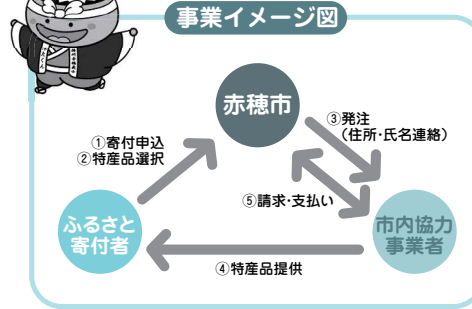 事業イメージ図
赤穂市
①寄付申込
②特産品選択
③発注
（住所・氏名連絡）
⑤請求・支払い
ふるさと
寄付者
市内協力
事業者
④特産品提供